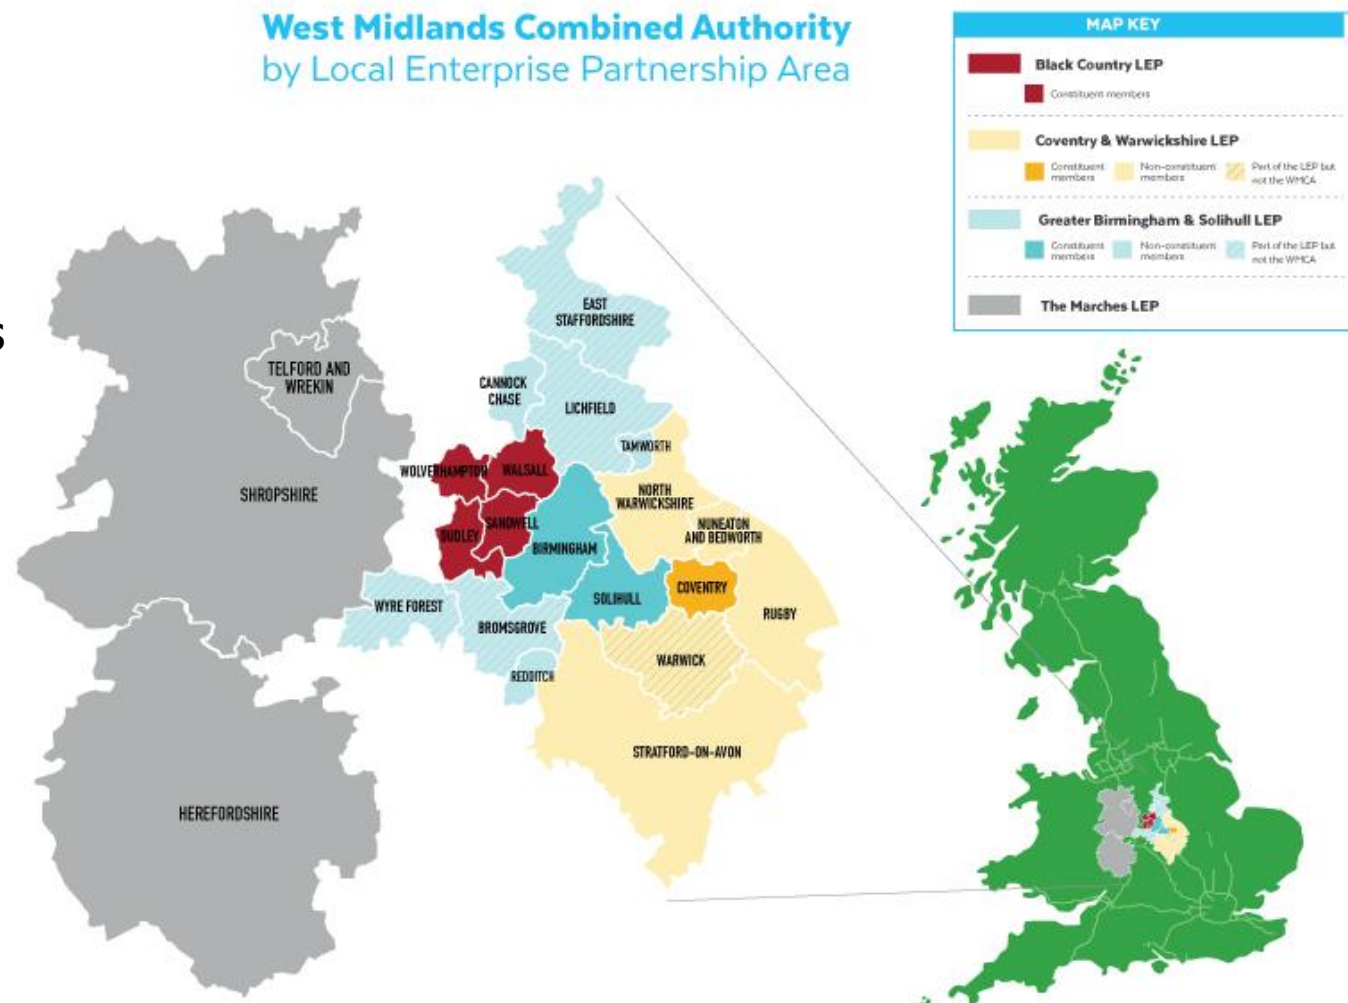 West Midlands Combined Authority
by Local Enterprise Partnership Area
MAP KEY
Black Country LEP
Constituent members
Coventry & Warwickshire LEP
Constituent
members
Non-constituent
members
Part of the LEP but
not the WMCA
Greater Birmingham & Solihull LEP
Constituent
members
Non-constituent
members
Part of the LEP but
not the WMCA
The Marches LEP
s
EAST
STAFFORDSHIRE
TELFORD AND
WREKIN
CANNOCK
CHASE
LICHFIELD
TAMWORTH
WOLVERHAMPTON
WALSALL
SHROPSHIRE
NORTH
WARWICKSHIRE
SANDWELL
DUDLEY
NUNEATON
AND BEDWORTH
BIRMINGHAM
COVENTRY
SOLIHULL
WYRE FOREST
RUGBY
BROMSGROVE
WARWICK
REDDITCH
STRATFORD-ON-AVON
HEREFORDSHIRE